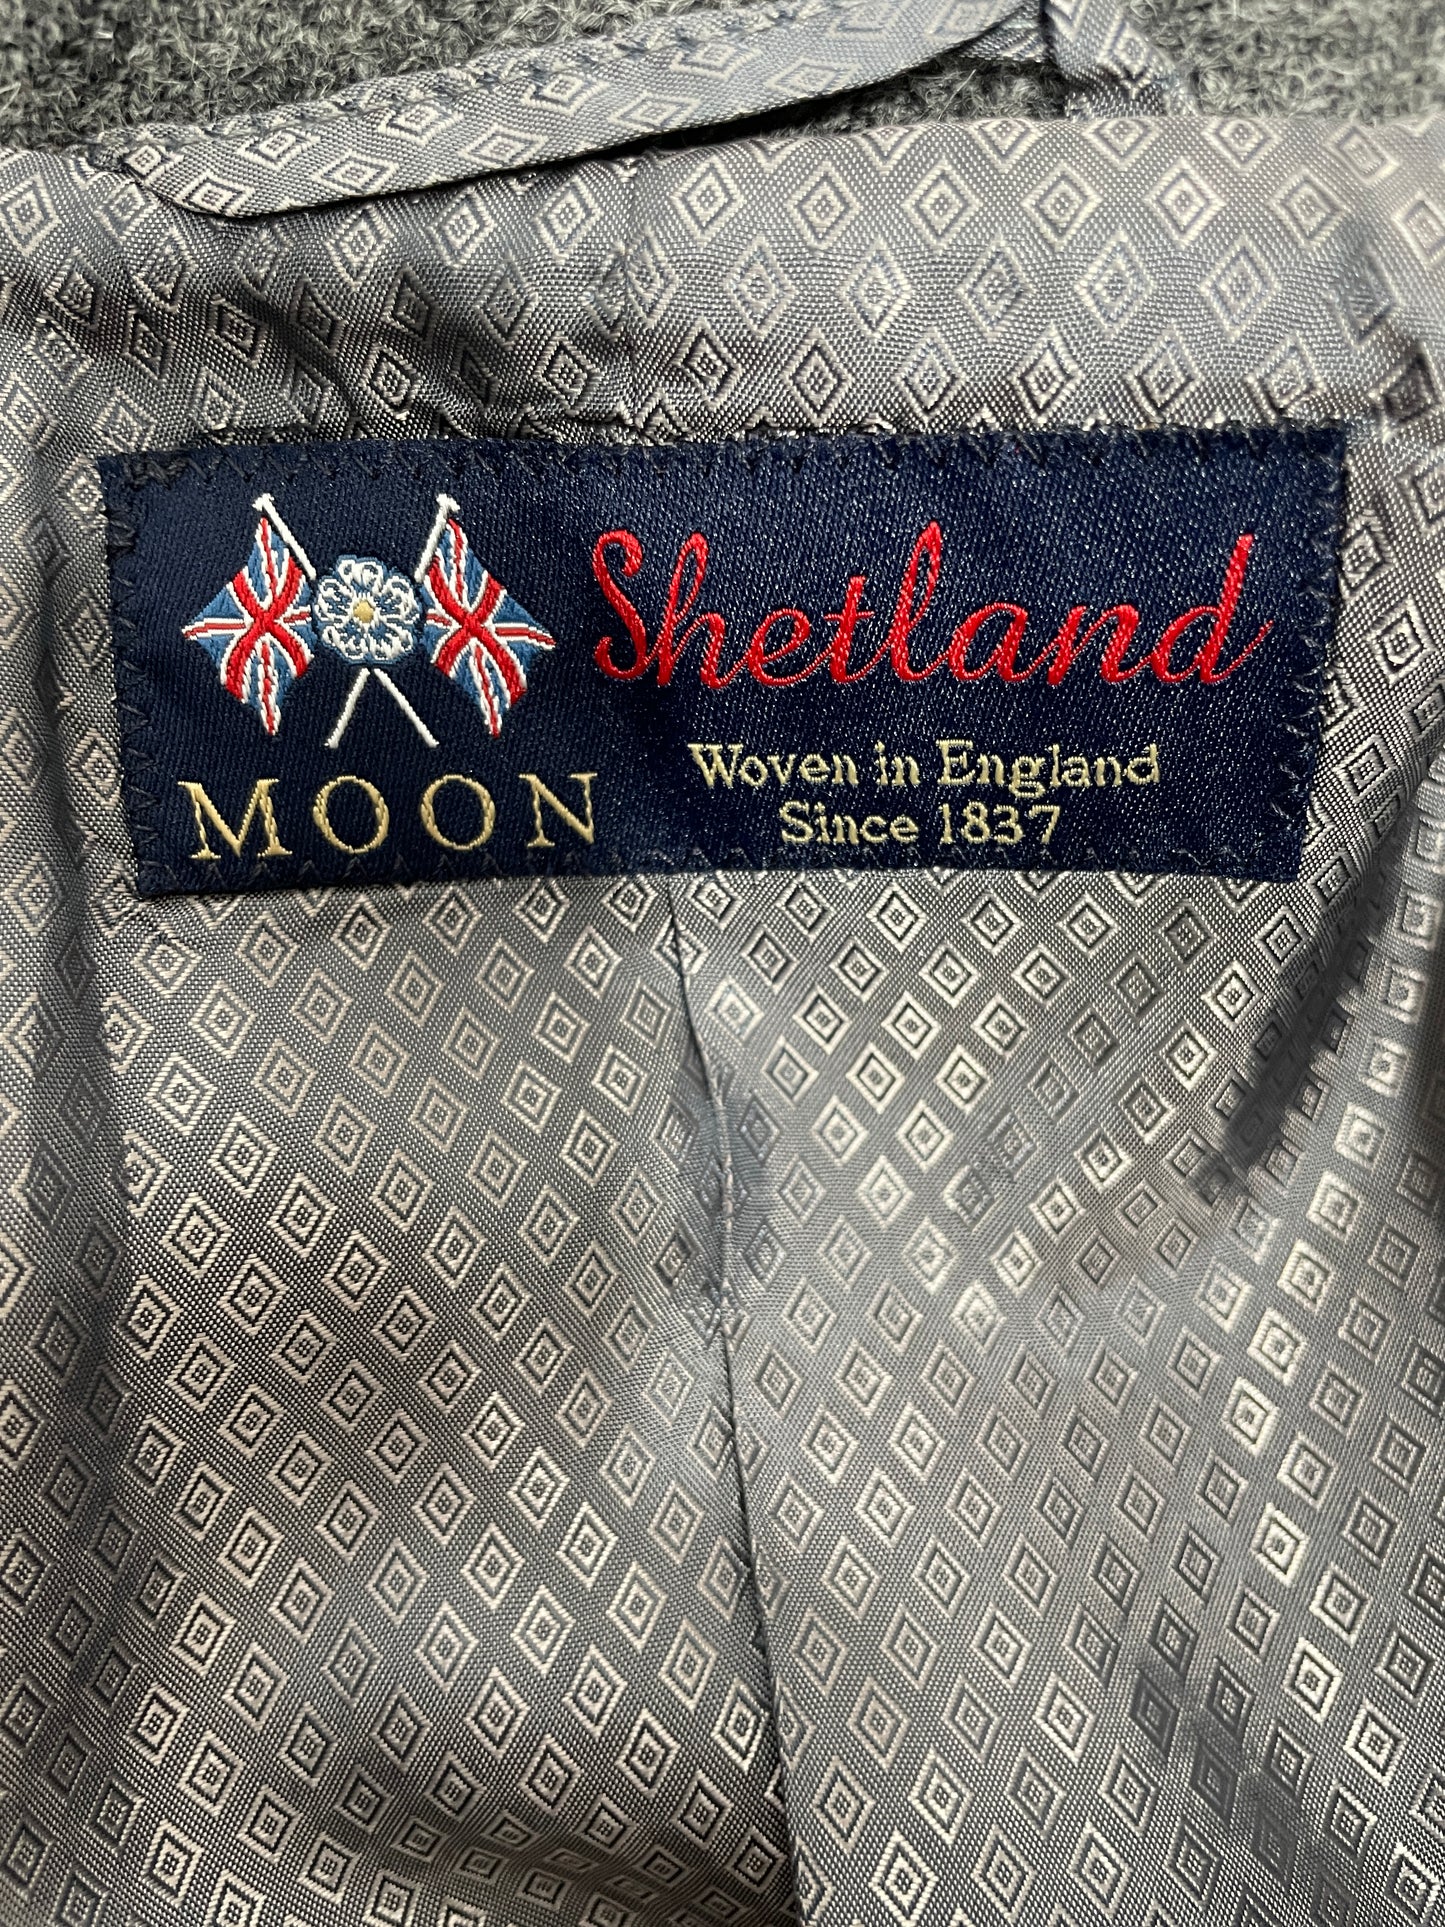 Shetland
MOON
Woven in England
Since 1837